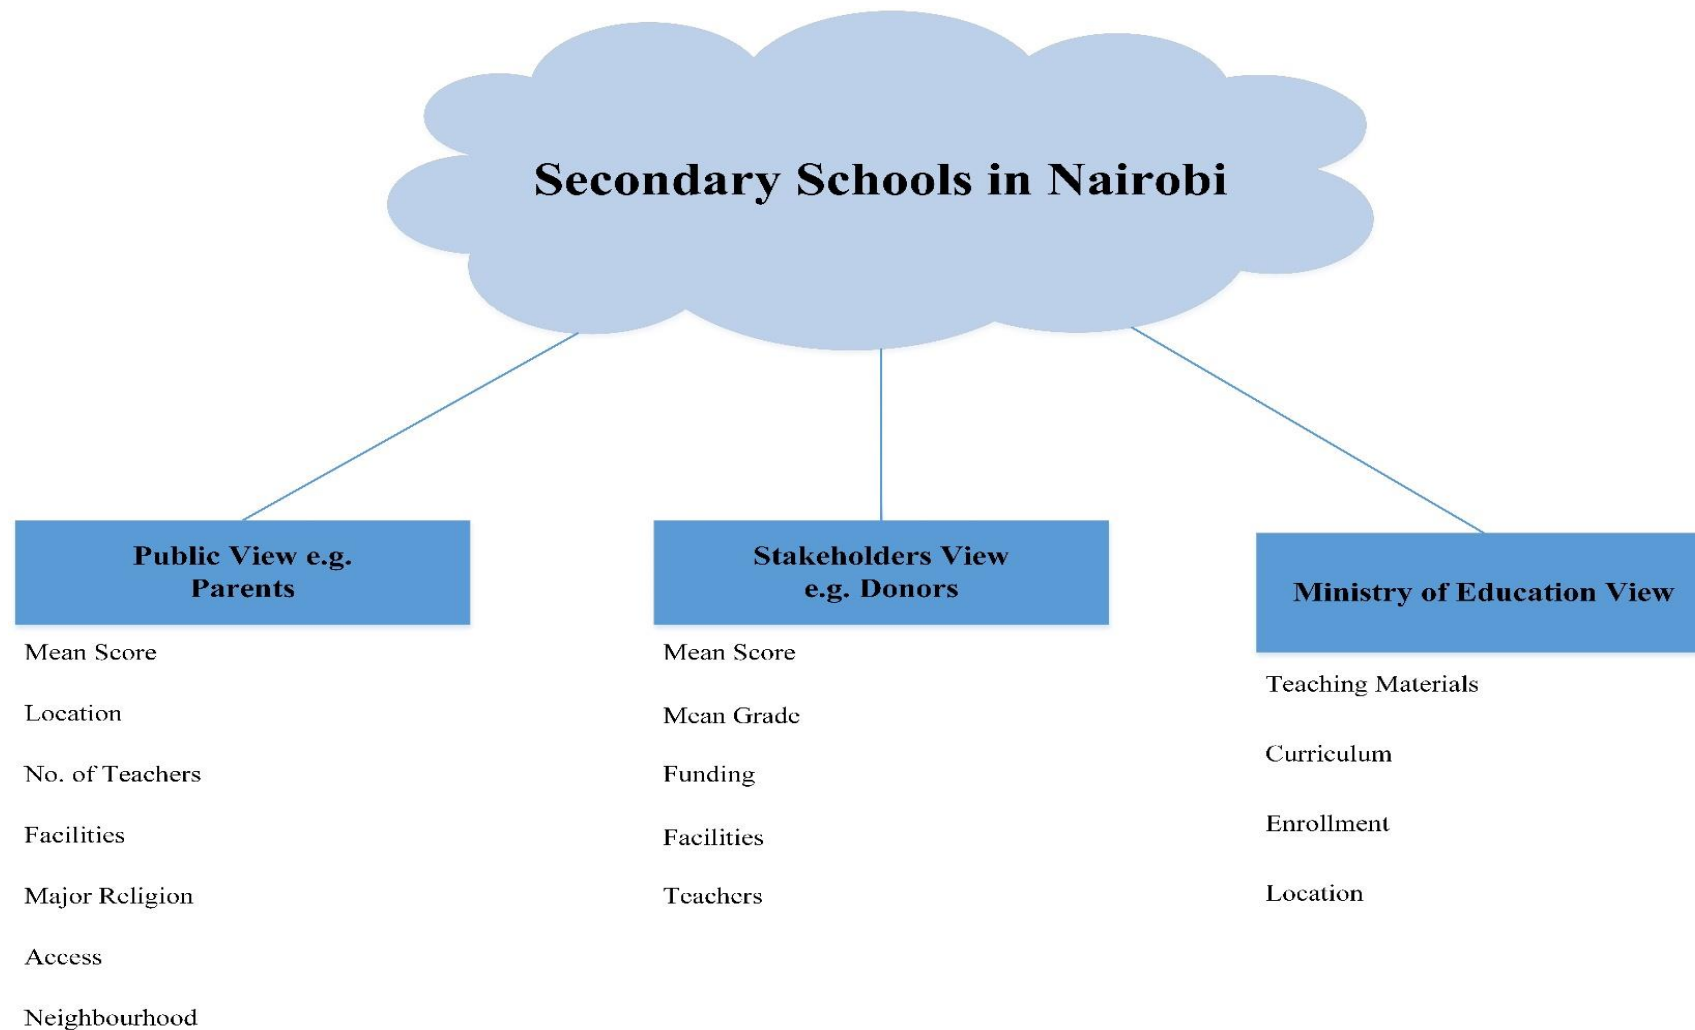 Secondary Schools in Nairobi
Public View e.g.
Parents
Mean Score
Location
No. of Teachers
Facilities
Major Religion
Access
Neighbourhood
Stakeholders View
e.g. Donors
Mean Score
Mean Grade
Funding
Facilities
Teachers
Ministry of Education View
Teaching Materials
Curriculum
Enrollment
Location